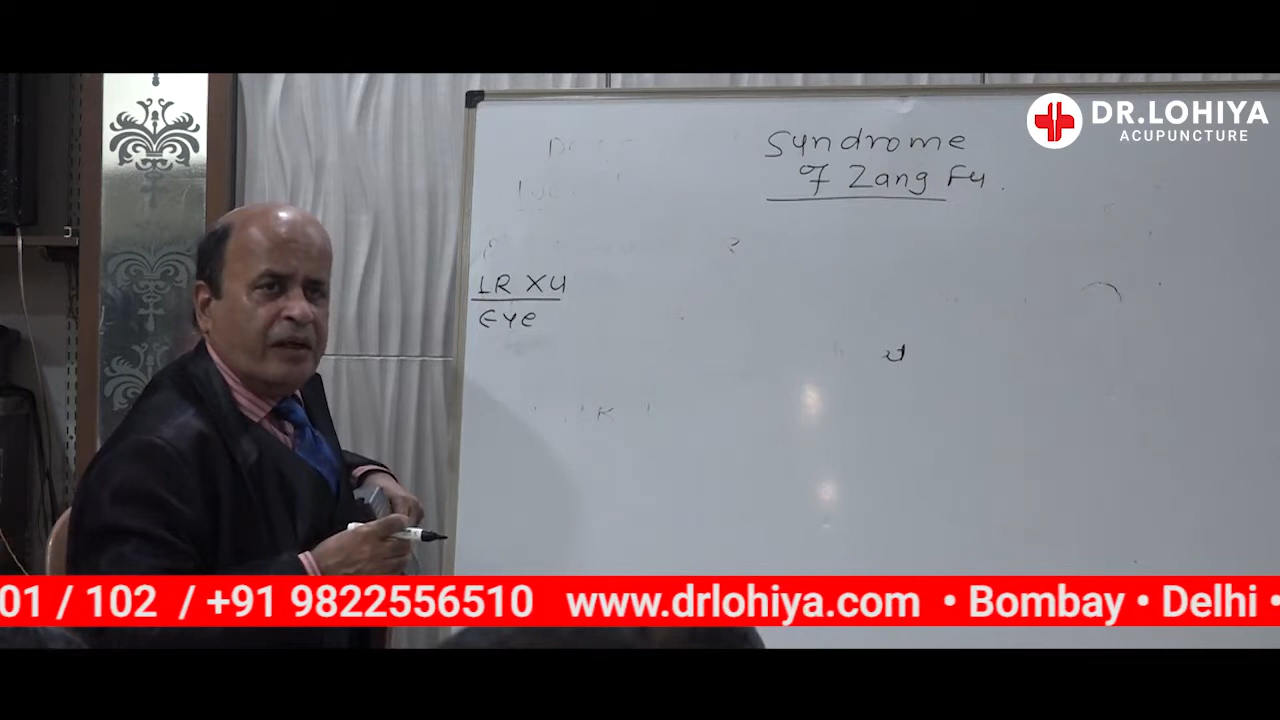 DR.LOHIYA
ACUPUNCTURE
Syndrome
of Zang Fu.
LR XU
EYE
01 / 102 / +91 9822556510 www.drlohiya.com • Bombay • Delhi •